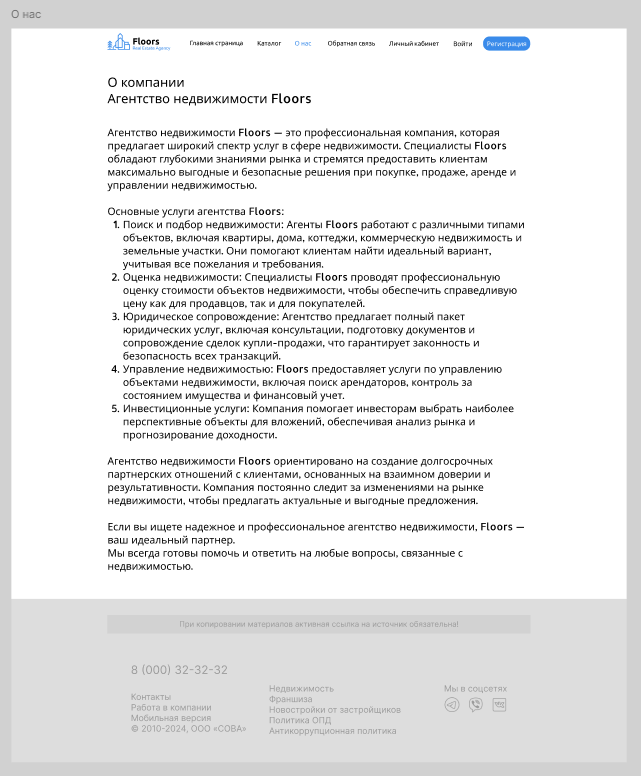 О нас
Floors
Real Estate Agency
Главная страница
Каталог
О нас
Обратная связь
Личный кабинет
Войти
Регистрация
О компании
Агентство недвижимости Floors
Агентство недвижимости Floors — это профессиональная компания, которая
предлагает широкий спектр услуг в сфере недвижимости. Специалисты Floors
обладают глубокими знаниями рынка и стремятся предоставить клиентам
максимально выгодные и безопасные решения при покупке, продаже, аренде и
управлении недвижимостью.
Основные услуги агентства Floors:
1. Поиск и подбор недвижимости: Агенты Floors работают с различными типами
объектов, включая квартиры, дома, коттеджи, коммерческую недвижимость и
земельные участки. Они помогают клиентам найти идеальный вариант,
учитывая все пожелания и требования.
2. Оценка недвижимости: Специалисты Floors проводят профессиональную
оценку стоимости объектов недвижимости, чтобы обеспечить справедливую
цену как для продавцов, так и для покупателей.
3. Юридическое сопровождение: Агентство предлагает полный пакет
юридических услуг, включая консультации, подготовку документов и
сопровождение сделок купли-продажи, что гарантирует законность и
безопасность всех транзакций.
4. Управление недвижимостью: Floors предоставляет услуги по управлению
объектами недвижимости, включая поиск арендаторов, контроль за
состоянием имущества и финансовый учет.
5. Инвестиционные услуги: Компания помогает инвесторам выбрать наиболее
перспективные объекты для вложений, обеспечивая анализ рынка и
прогнозирование доходности.
Агентство недвижимости Floors ориентировано на создание долгосрочных
партнерских отношений с клиентами, основанных на взаимном доверии и
результативности. Компания постоянно следит за изменениями на рынке
недвижимости, чтобы предлагать актуальные и выгодные предложения.
Если вы ищете надежное и профессиональное агентство недвижимости, Floors —
ваш идеальный партнер.
Мы всегда готовы помочь и ответить на любые вопросы, связанные с
недвижимостью.
При копировании материалов активная ссылка на источник обязательна!
8 (000) 32-32-32
Контакты
Работа в компании
Мобильная версия
© 2010-2024, ООО «СОВА»
Недвижимость
Франшиза
Новостройки от застройщиков
Политика ОПД
Антикоррупционная политика
Мы в соцсетях